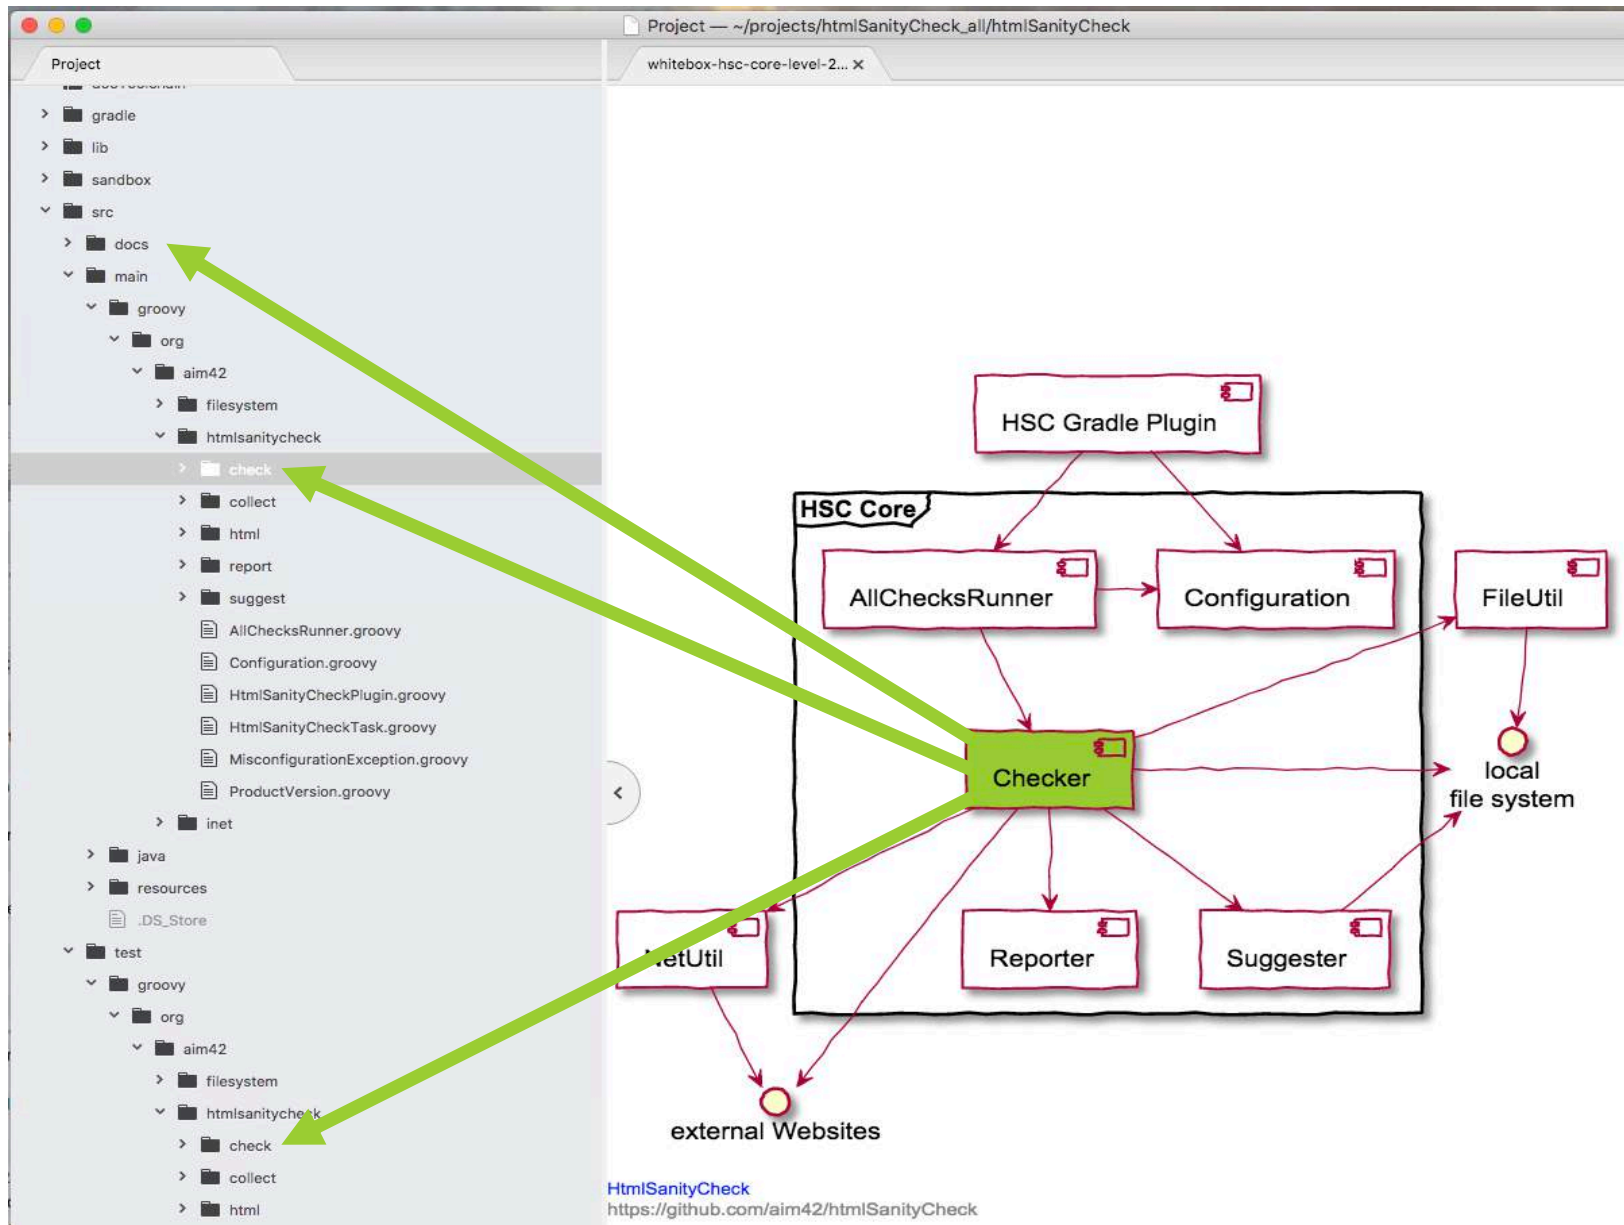 Project — ~/projects/htmlSanityCheck_all/htmlSanityCheck
Project
whitebox-hsc-core-level-2... ×
gradle
lib
sandbox
src
docs
main
groovy
org
aim42
filesystem
htmlsanitycheck
check
collect
html
report
suggest
AllChecksRunner.groovy
Configuration.groovy
HtmlSanityCheckPlugin.groovy
HtmlSanityCheckTask.groovy
MisconfigurationException.groovy
ProductVersion.groovy
inet
java
resources
.DS_Store
test
groovy
org
aim42
filesystem
htmlsanitycheck
check
collect
html
HSC Gradle Plugin
HSC Core
AllChecksRunner
Configuration
FileUtil
Checker
local
file system
NetUtil
Reporter
Suggester
external Websites
HtmlSanityCheck
https://github.com/aim42/htmlSanityCheck